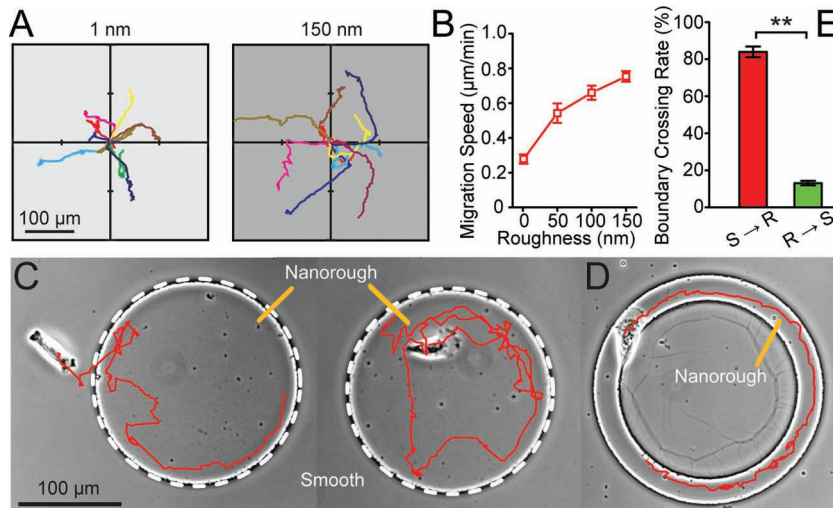 A
1 nm
150 nm
100 µm
B
Migration Speed (µm/min)
1
0.8
0.6
0.4
0.2
0
0 50 100 150
Roughness (nm)
E
Boundary Crossing Rate (%)
100
80
60
40
20
0
**
S → R
R → S
C
Nanorough
Smooth
100 µm
D
Nanorough